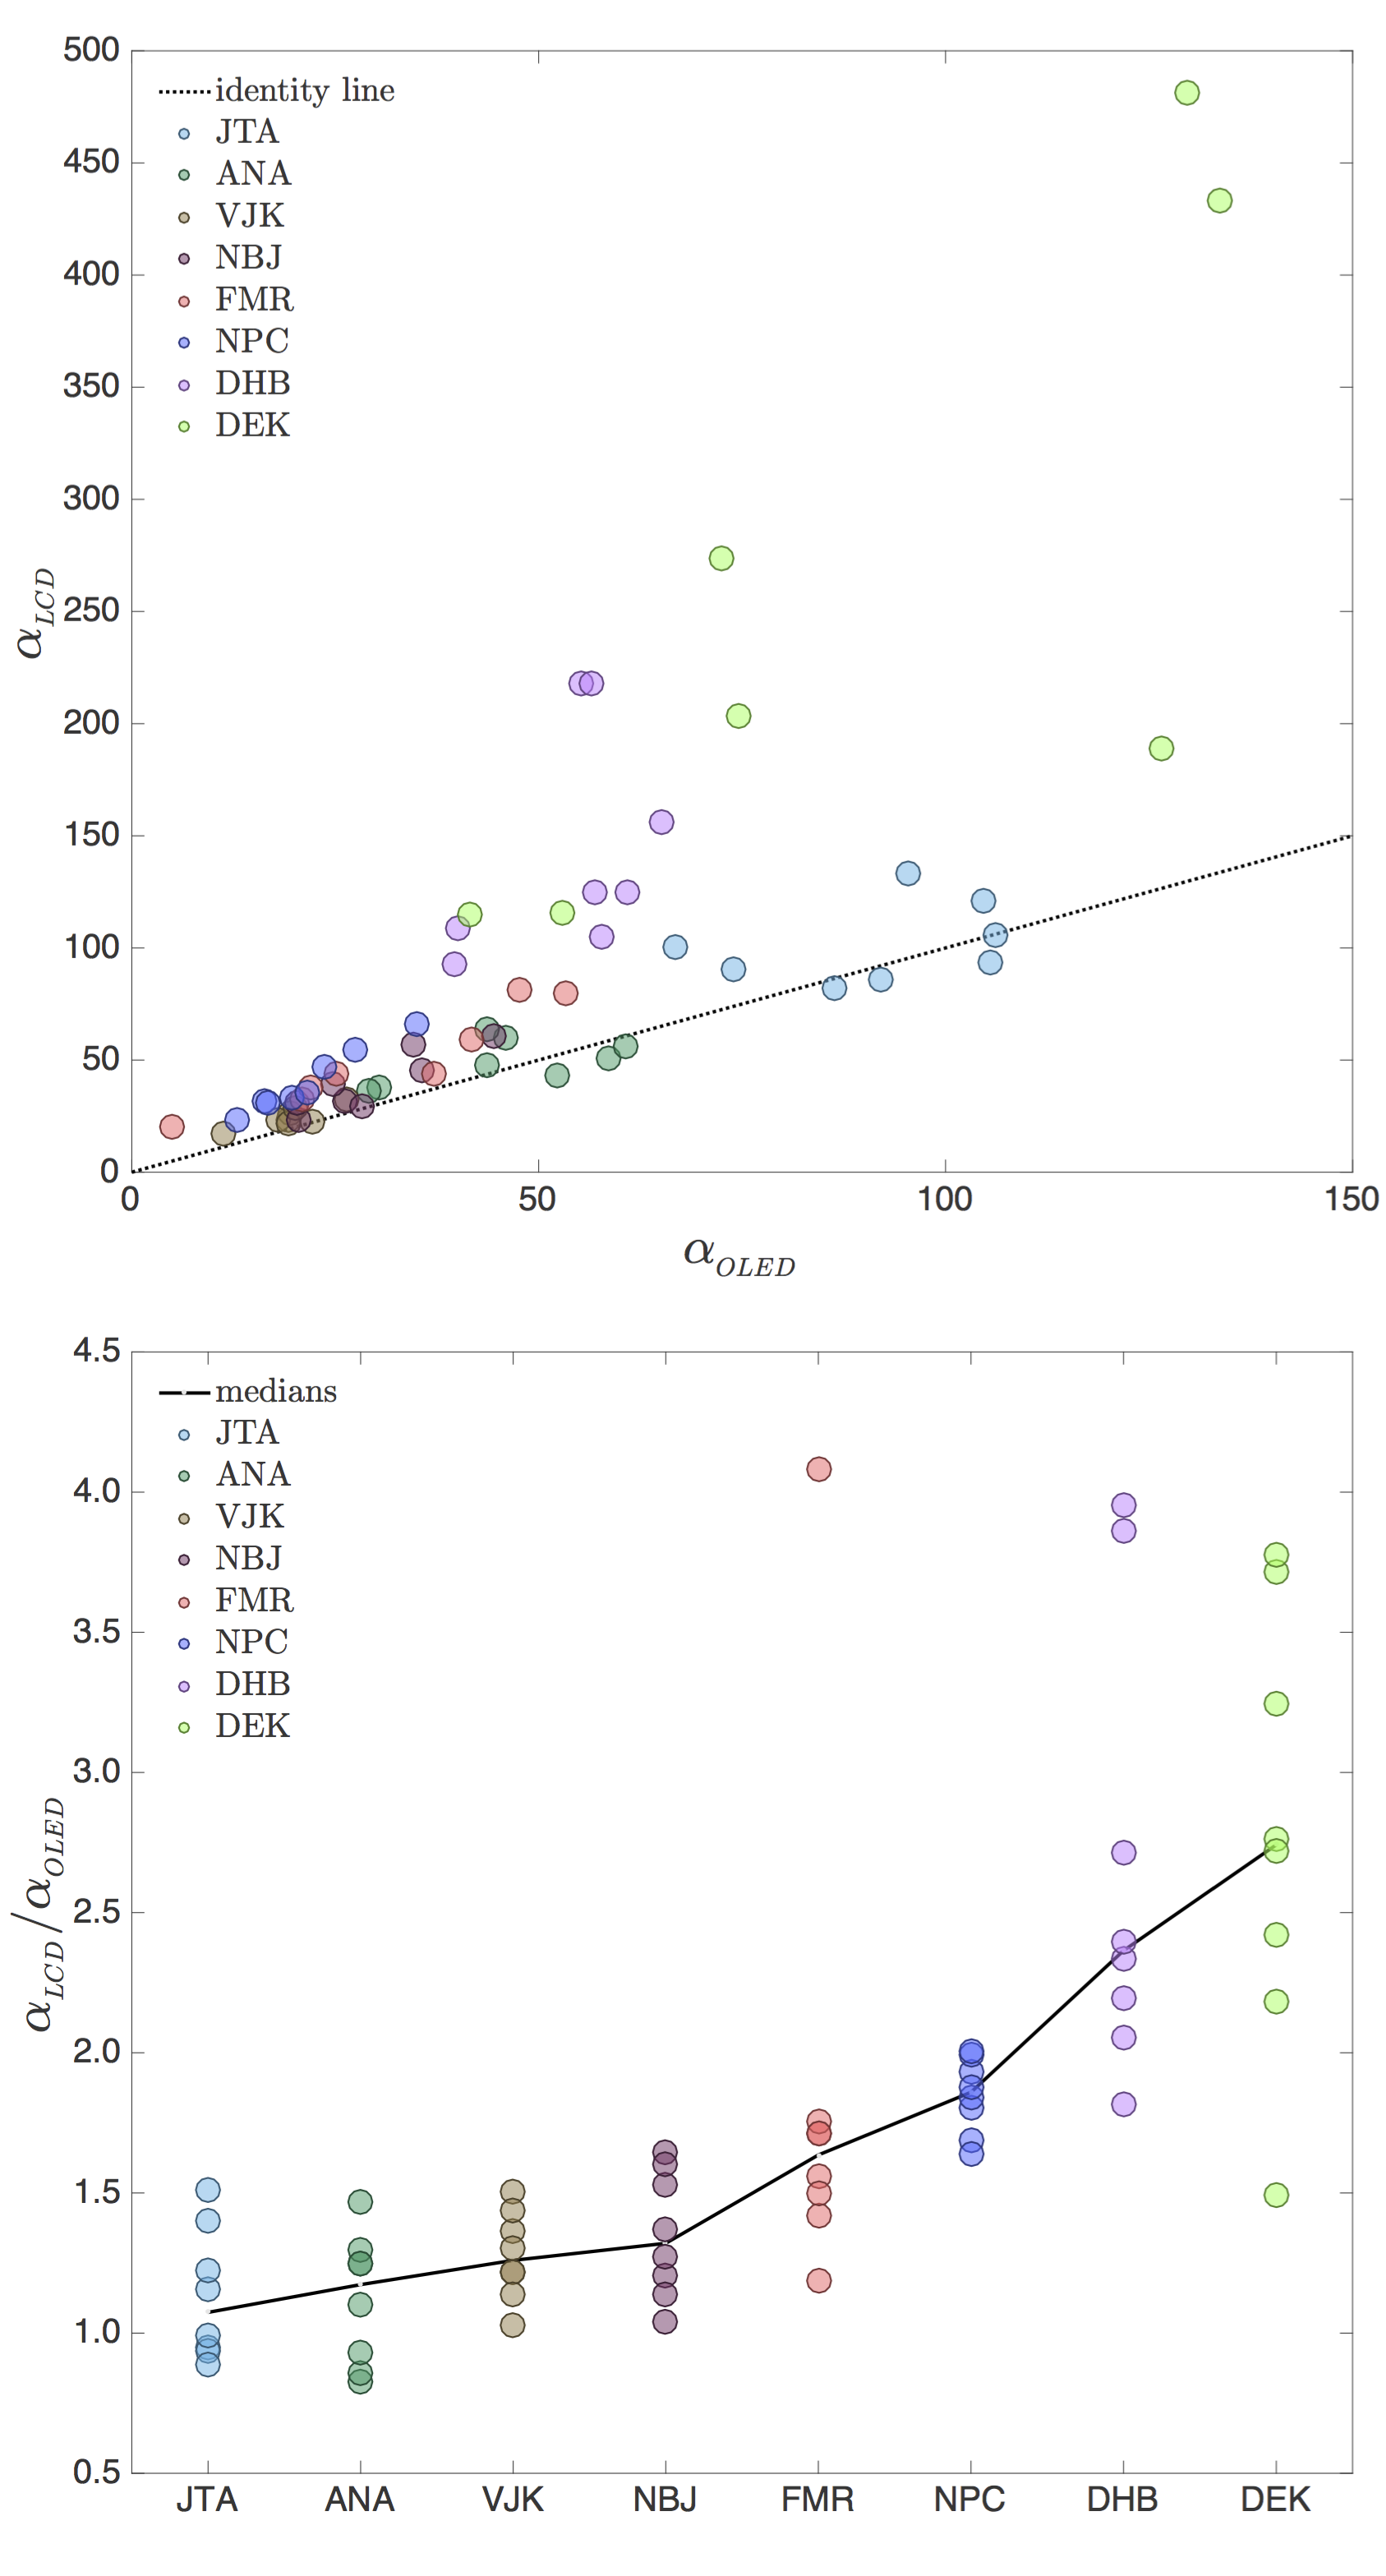 500
450
400
350
300
250
200
150
100
50
0
identity line
JTA
ANA
VJK
NBJ
FMR
NPC
DHB
DEK
α_LCD
0
50
100
150
α_OLED
4.5
4.0
3.5
3.0
2.5
2.0
1.5
1.0
0.5
medians
JTA
ANA
VJK
NBJ
FMR
NPC
DHB
DEK
α_LCD/α_OLED
JTA ANA VJK NBJ FMR NPC DHB DEK